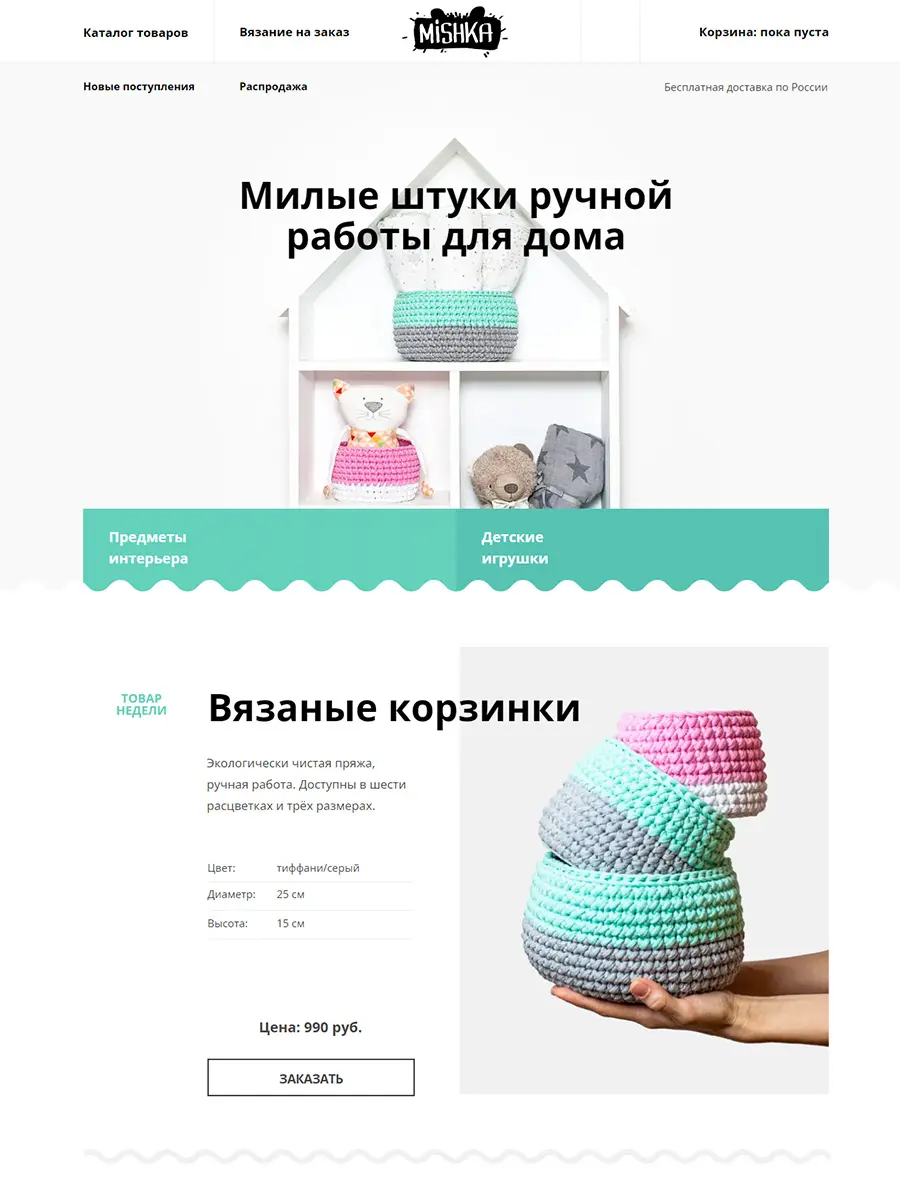 Каталог товаров
Вязание на заказ
MiSHKA
Корзина: пока пуста
Новые поступления
Распродажа
Бесплатная доставка по России
Милые штуки ручной
работы для дома
Предметы
интерьера
Детские
игрушки
ТОВАР
НЕДЕЛИ
Вязаные корзинки
Экологически чистая пряжа,
ручная работа. Доступны в шести
расцветках и трёх размерах.
Цвет: тиффани/серый
Диаметр: 25 см
Высота: 15 см
Цена: 990 руб.
ЗАКАЗАТЬ